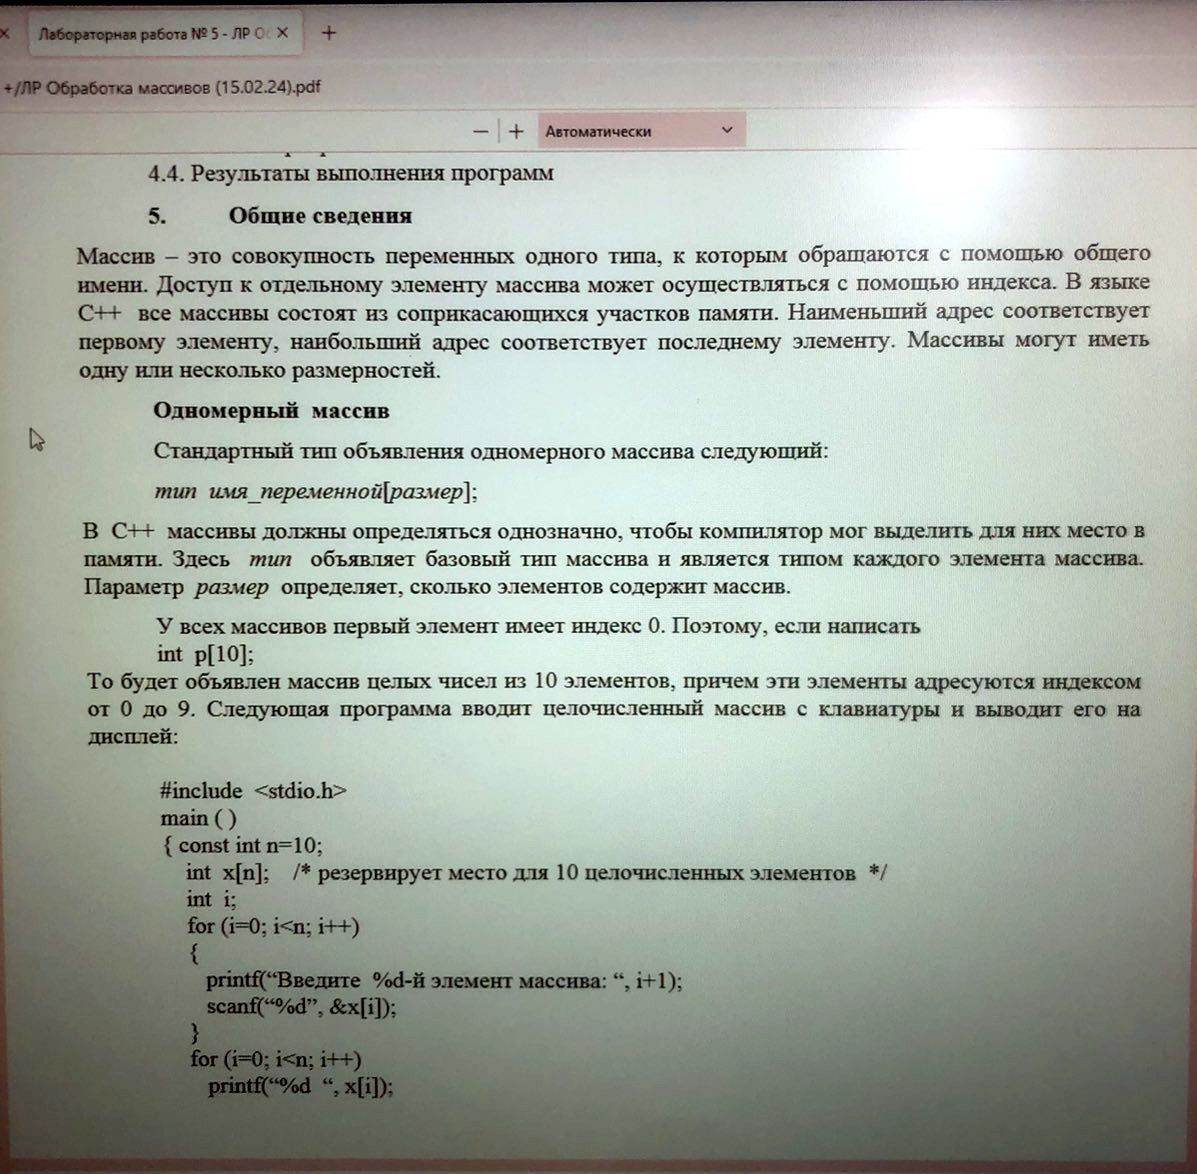 Лабораторная работа № 5 - ЛР О
+/ЛР Обработка массивов (15.02.24).pdf
Автоматически
4.4. Результаты выполнения программ
5. Общие сведения
Массив – это совокупность переменных одного типа, к которым обращаются с помощью общего
имени. Доступ к отдельному элементу массива может осуществляться с помощью индекса. В языке
С++ все массивы состоят из соприкасающихся участков памяти. Наименьший адрес соответствует
первому элементу, наибольший адрес соответствует последнему элементу. Массивы могут иметь
одну или несколько размерностей.
Одномерный массив
Стандартный тип объявления одномерного массива следующий:
тип имя_переменной[размер];
В С++ массивы должны определяться однозначно, чтобы компилятор мог выделить для них место в
памяти. Здесь тип объявляет базовый тип массива и является типом каждого элемента массива.
Параметр размер определяет, сколько элементов содержит массив.
У всех массивов первый элемент имеет индекс 0. Поэтому, если написать
int p[10];
То будет объявлен массив целых чисел из 10 элементов, причем эти элементы адресуются индексом
от 0 до 9. Следующая программа вводит целочисленный массив с клавиатуры и выводит его на
дисплей:
#include <stdio.h>
main ( )
{ const int n=10;
int x[n]; /* резервирует место для 10 целочисленных элементов */
int i;
for (i=0; i<n; i++)
{
printf(“Введите %d-й элемент массива: “, i+1);
scanf(“%d”, &x[i]);
}
for (i=0; i<n; i++)
printf(“%d “, x[i]);